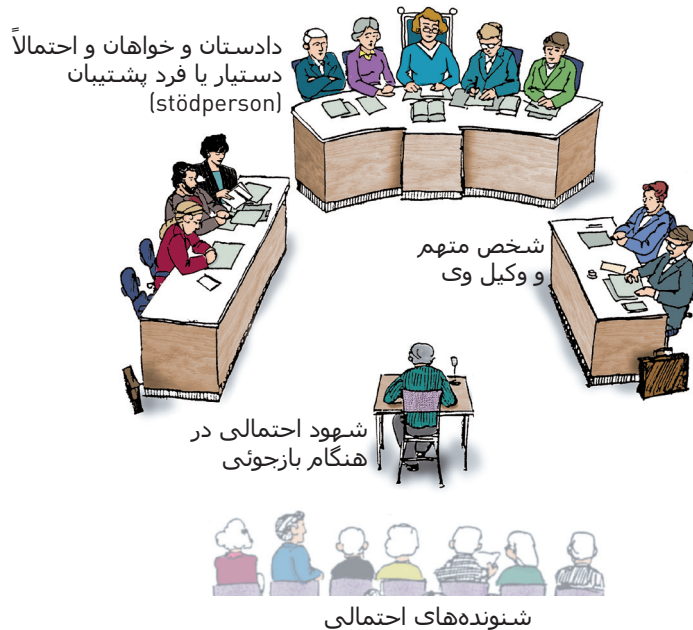 دادستان و خواهان و احتمالاً
دستیار یا فرد پشتیبان
(stödperson)
شخص متهم
و وکیل وی
شهود احتمالی در
هنگام بازجوئی
شنونده‌های احتمالی